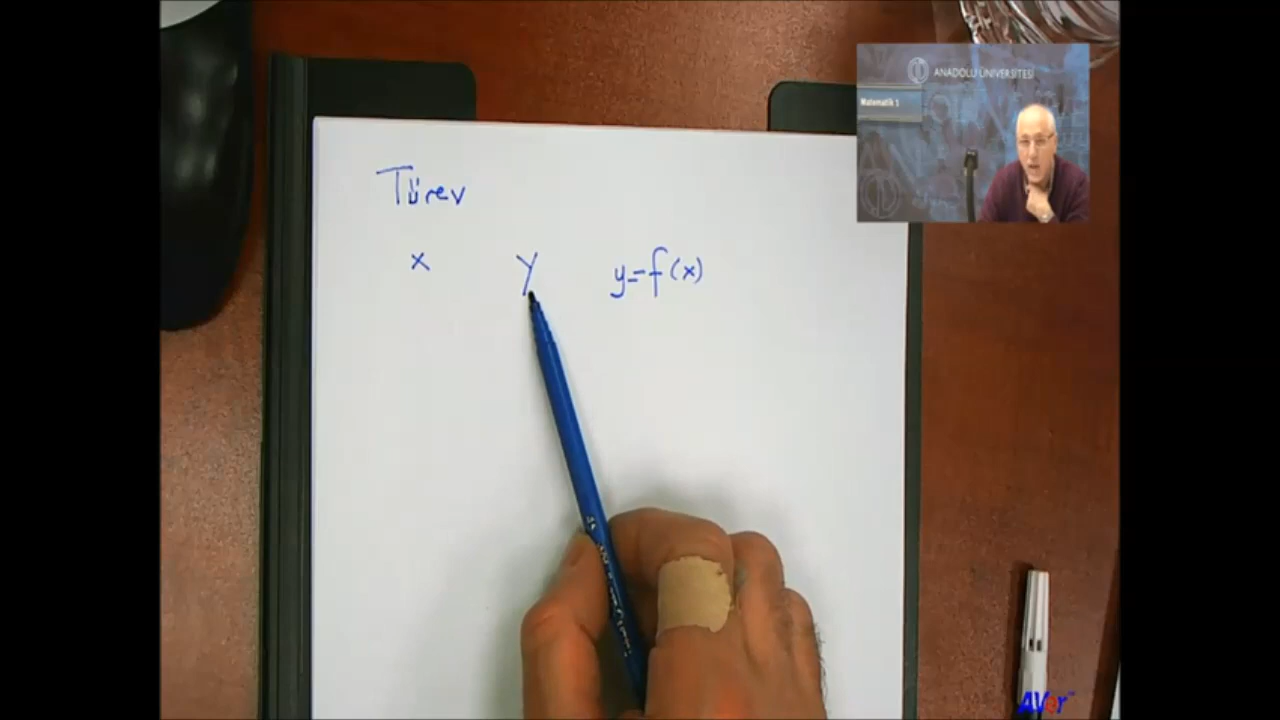 ANADOLU ÜNİVERSİTESİ
Matematik 1
Türev
x y y=f(x)
AVer